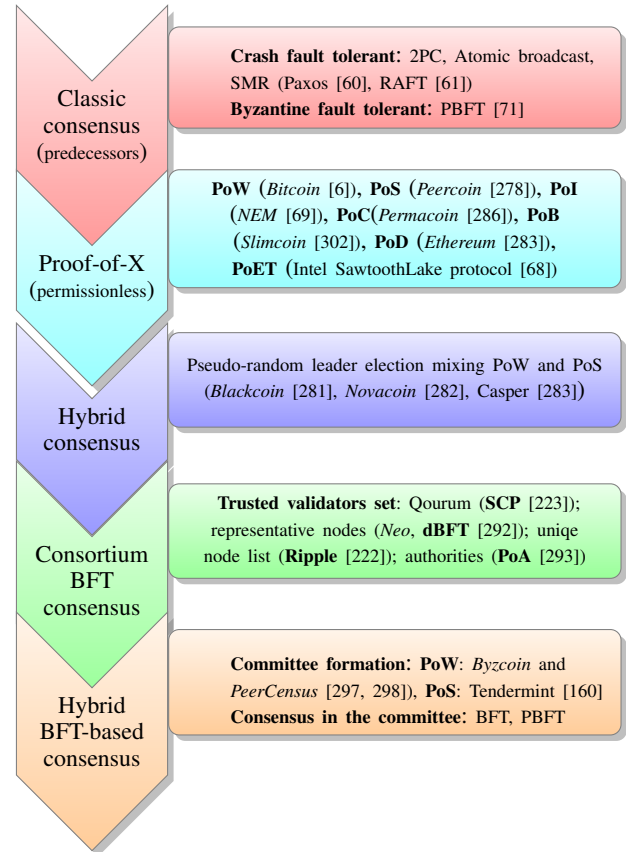 Classic
consensus
(predecessors)
Crash fault tolerant: 2PC, Atomic broadcast,
SMR (Paxos [60], RAFT [61])
Byzantine fault tolerant: PBFT [71]
Proof-of-X
(permissionless)
PoW (Bitcoin [6]), PoS (Peercoin [278]), PoI
(NEM [69]), PoC(Permacoin [286]), PoB
(Slimcoin [302]), PoD (Ethereum [283]),
PoET (Intel SawtoothLake protocol [68])
Hybrid
consensus
Pseudo-random leader election mixing PoW and PoS
(Blackcoin [281], Novacoin [282], Casper [283])
Consortium
BFT
consensus
Trusted validators set: Qourum (SCP [223]);
representative nodes (Neo, dBFT [292]); uniqe
node list (Ripple [222]); authorities (PoA [293])
Hybrid
BFT-based
consensus
Committee formation: PoW: Byzcoin and
PeerCensus [297, 298]), PoS: Tendermint [160]
Consensus in the committee: BFT, PBFT